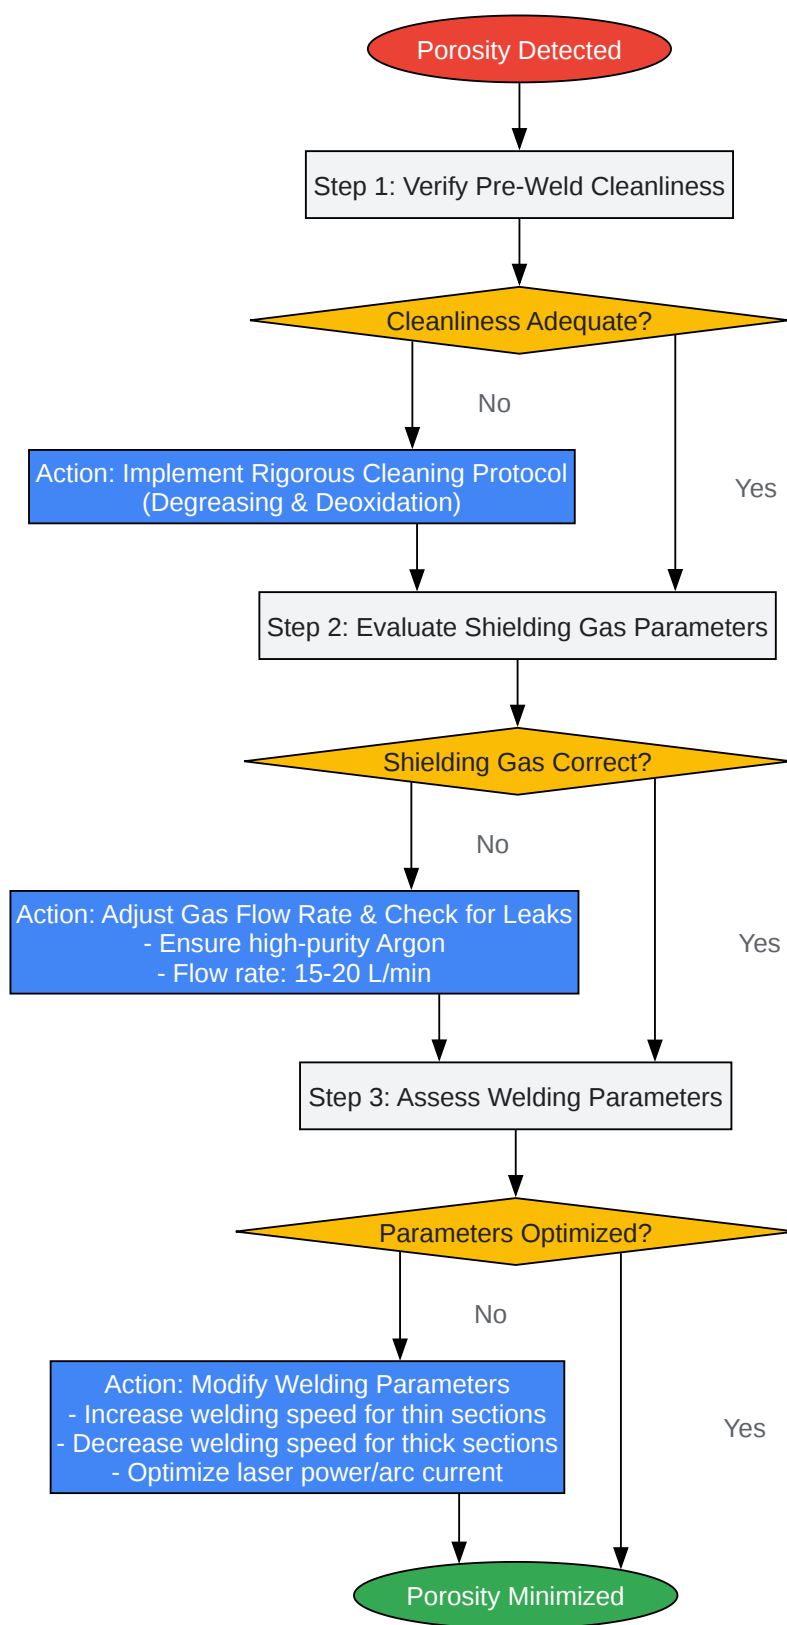 Porosity Detected
Step 1: Verify Pre-Weld Cleanliness
Cleanliness Adequate?
No
Action: Implement Rigorous Cleaning Protocol
(Degreasing & Deoxidation)
Yes
Step 2: Evaluate Shielding Gas Parameters
Shielding Gas Correct?
No
Action: Adjust Gas Flow Rate & Check for Leaks
- Ensure high-purity Argon
- Flow rate: 15-20 L/min
Yes
Step 3: Assess Welding Parameters
Parameters Optimized?
No
Action: Modify Welding Parameters
- Increase welding speed for thin sections
- Decrease welding speed for thick sections
- Optimize laser power/arc current
Yes
Porosity Minimized